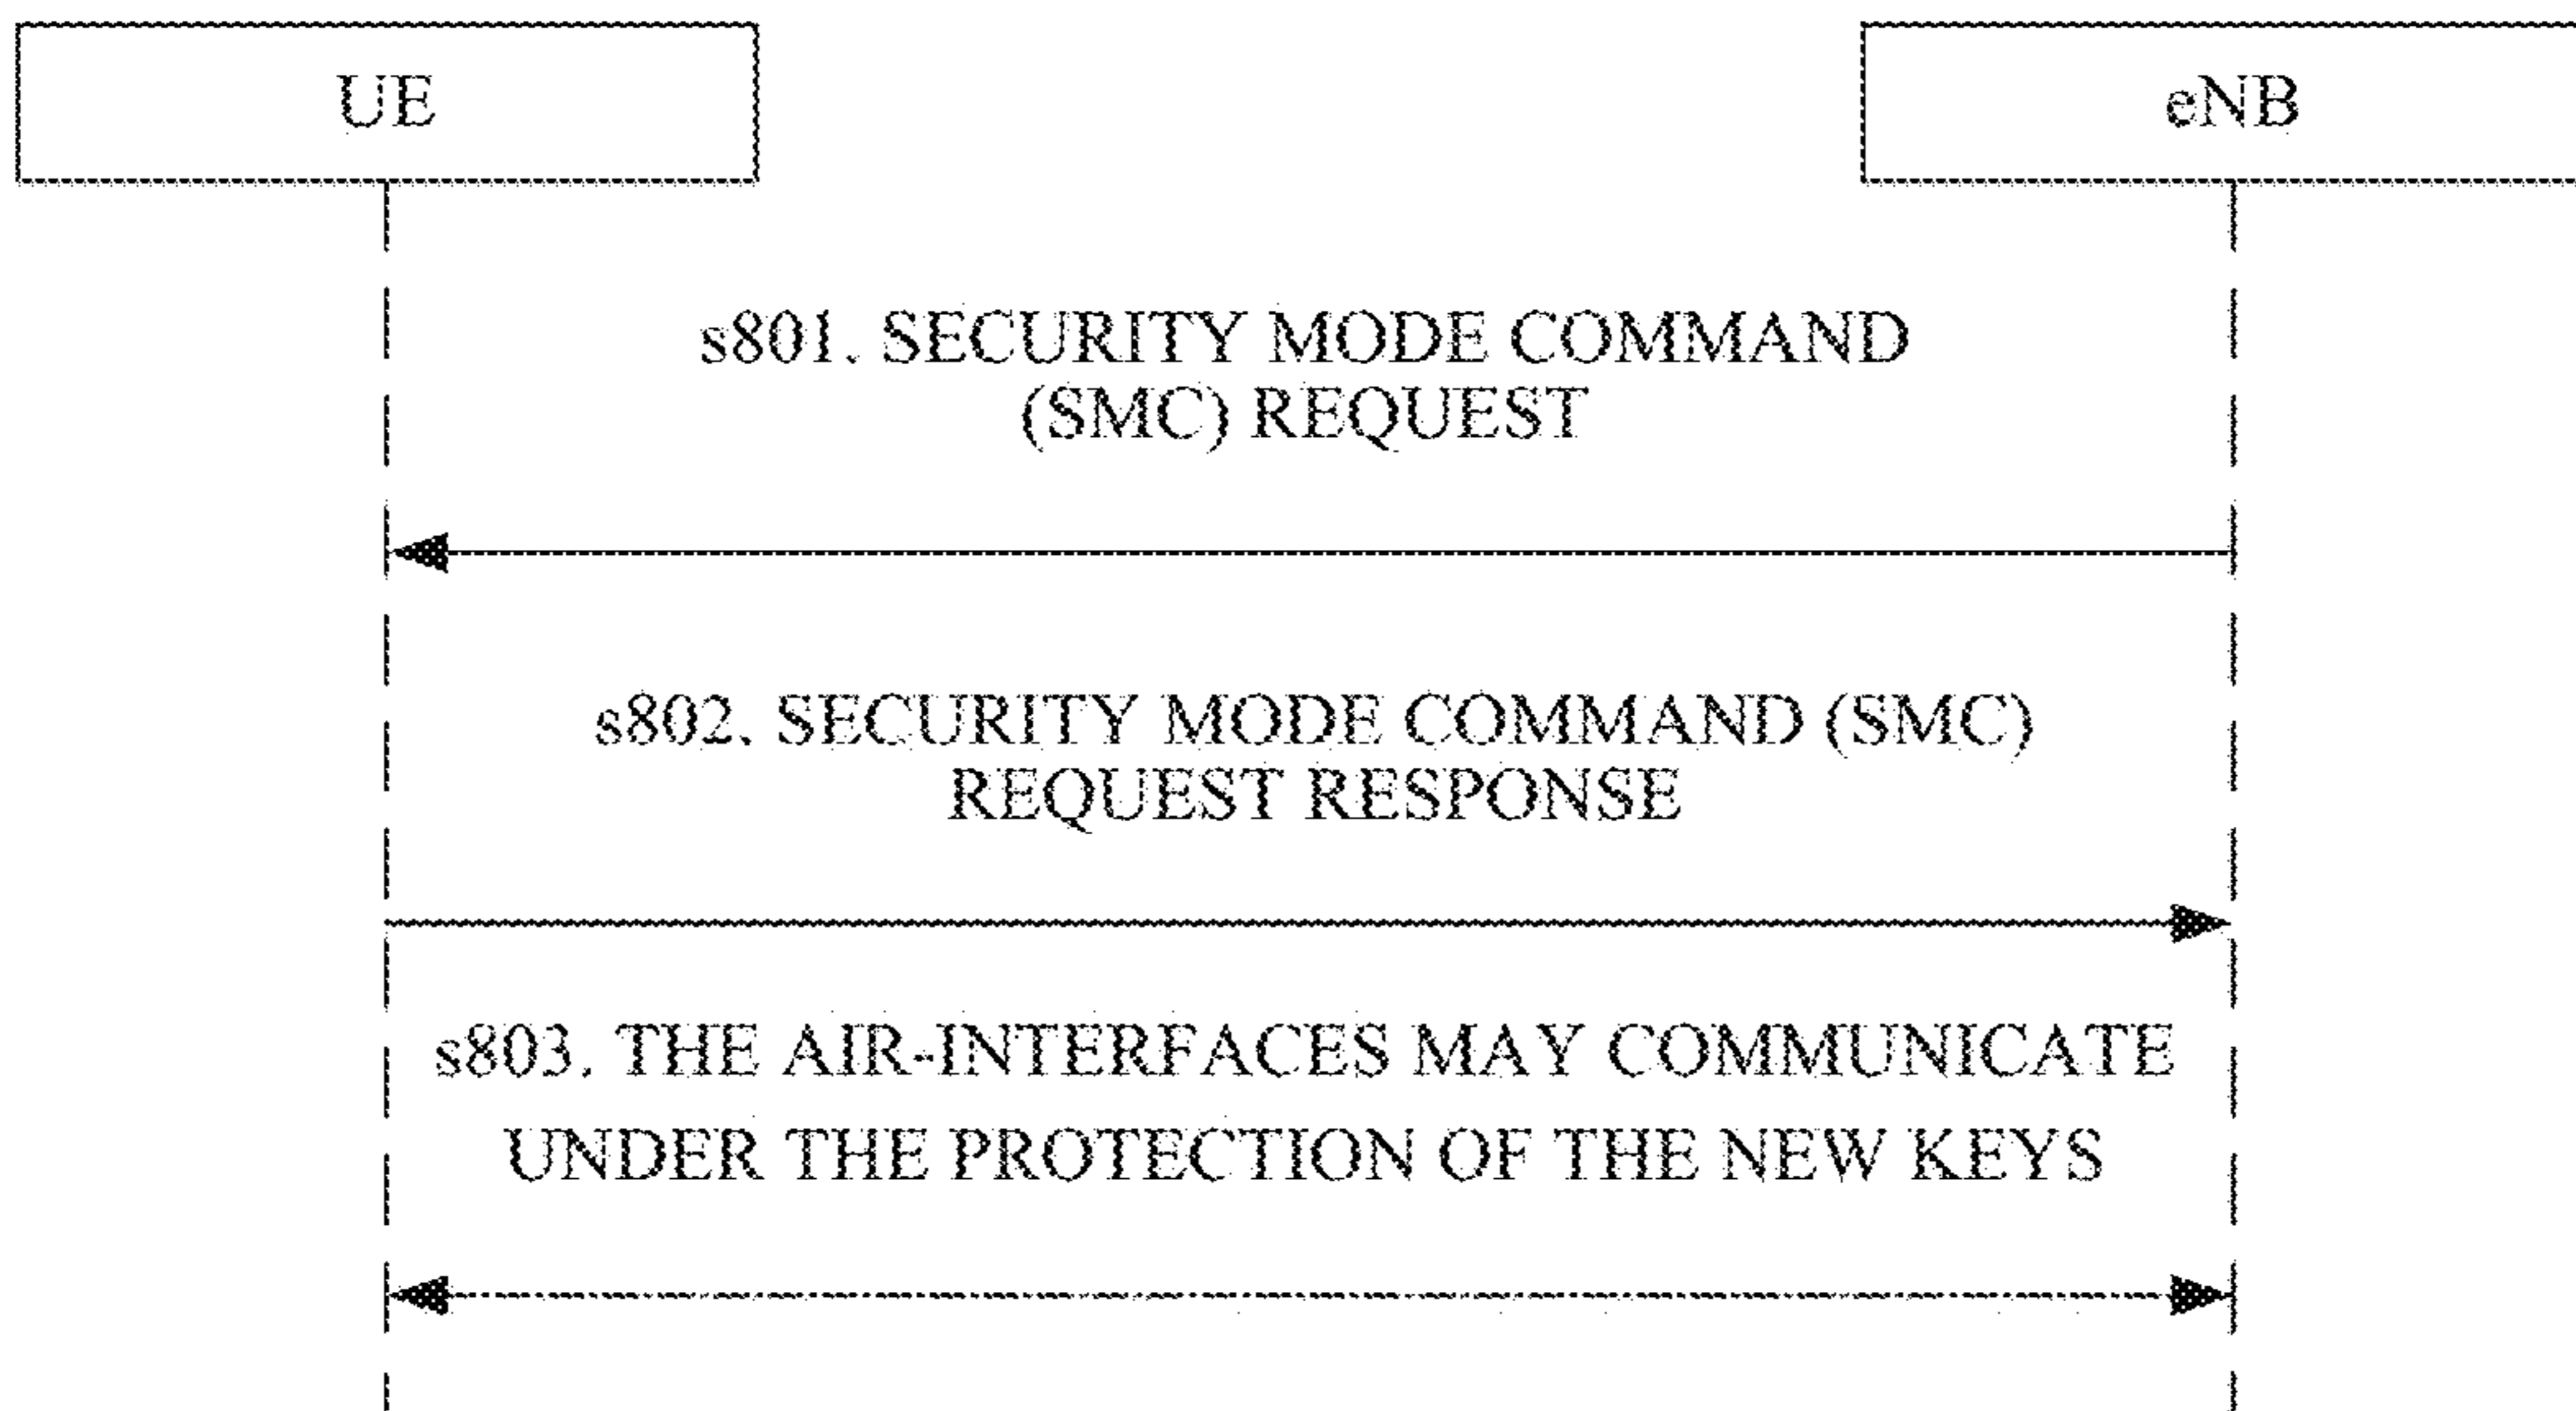 UE
eNB
s801. SECURITY MODE COMMAND
(SMC) REQUEST
s802. SECURITY MODE COMMAND (SMC)
REQUEST RESPONSE
s803. THE AIR-INTERFACES MAY COMMUNICATE
UNDER THE PROTECTION OF THE NEW KEYS